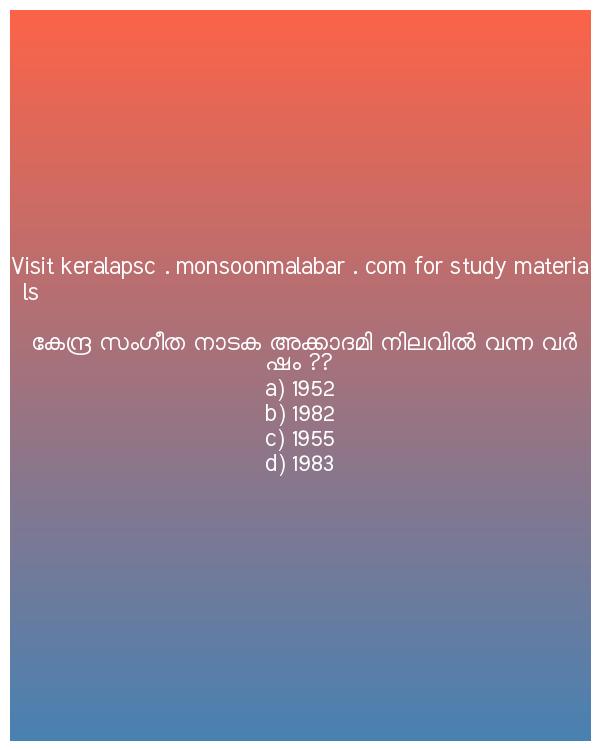 Visit keralapsc . monsoonmalabar . com for study materia
ls
കേന്ദ്ര സംഗീത നാടക അക്കാദമി നിലവിൽ വന്ന വർ
ഷം ??
a) 1952
b) 1982
c) 1955
d) 1983